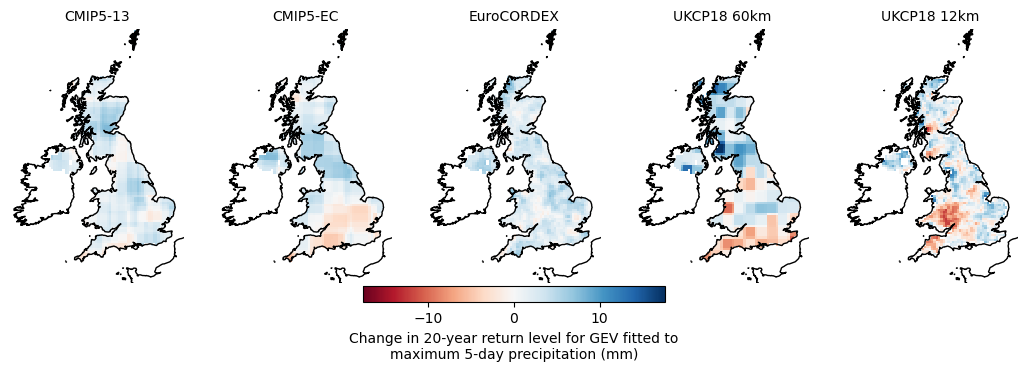 CMIP5-13
CMIP5-EC
EuroCORDEX
UKCP18 60km
UKCP18 12km
−10
0
10
Change in 20-year return level for GEV fitted to
maximum 5-day precipitation (mm)